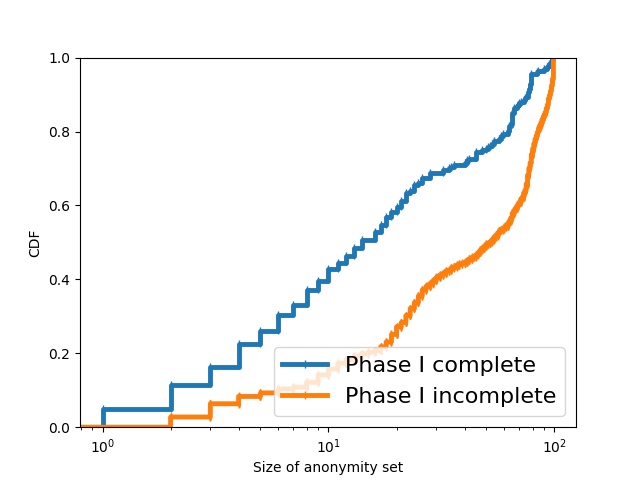 1.0
0.8
0.6
0.4
0.2
0.0
CDF
10⁰
10¹
10²
Size of anonymity set
Phase I complete
Phase I incomplete